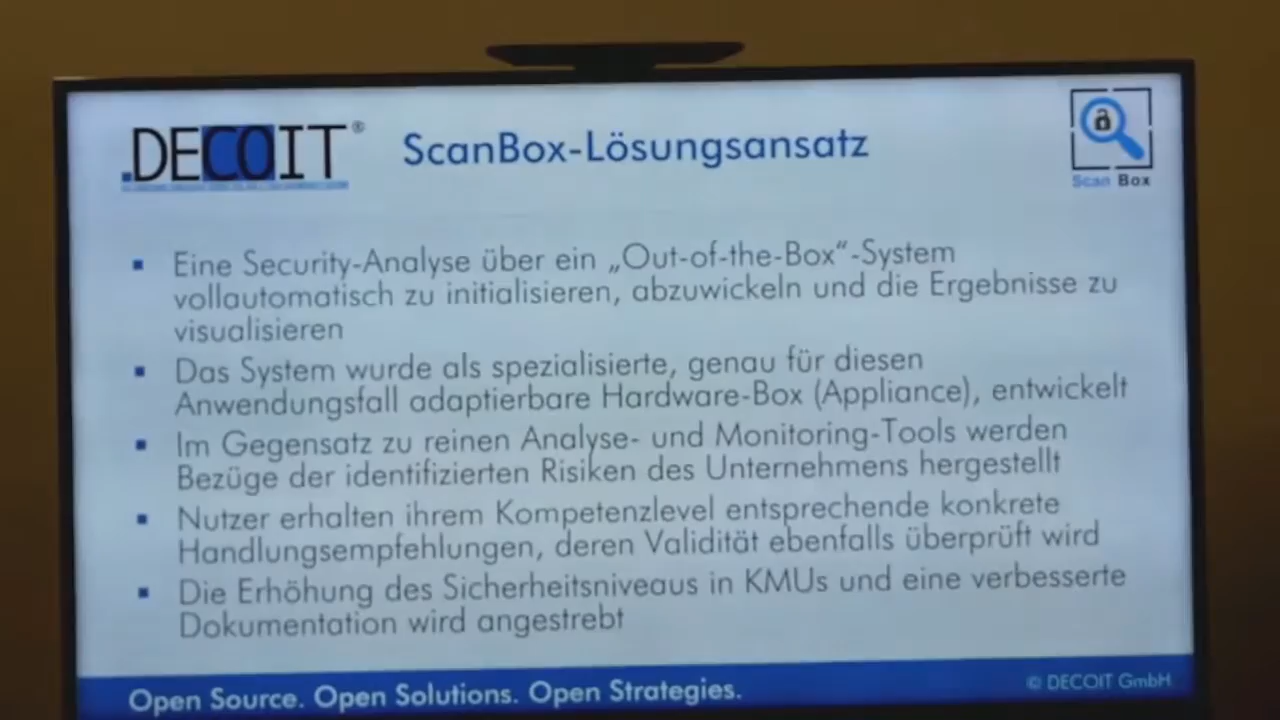 .DECOIT®
ScanBox-Lösungsansatz
Scan Box
▪ Eine Security-Analyse über ein „Out-of-the-Box“-System
vollautomatisch zu initialisieren, abzuwickeln und die Ergebnisse zu
visualisieren
▪ Das System wurde als spezialisierte, genau für diesen
Anwendungsfall adaptierbare Hardware-Box (Appliance), entwickelt
▪ Im Gegensatz zu reinen Analyse- und Monitoring-Tools werden
Bezüge der identifizierten Risiken des Unternehmens hergestellt
▪ Nutzer erhalten ihrem Kompetenzlevel entsprechende konkrete
Handlungsempfehlungen, deren Validität ebenfalls überprüft wird
▪ Die Erhöhung des Sicherheitsniveaus in KMUs und eine verbesserte
Dokumentation wird angestrebt
Open Source. Open Solutions. Open Strategies.
© DECOIT GmbH